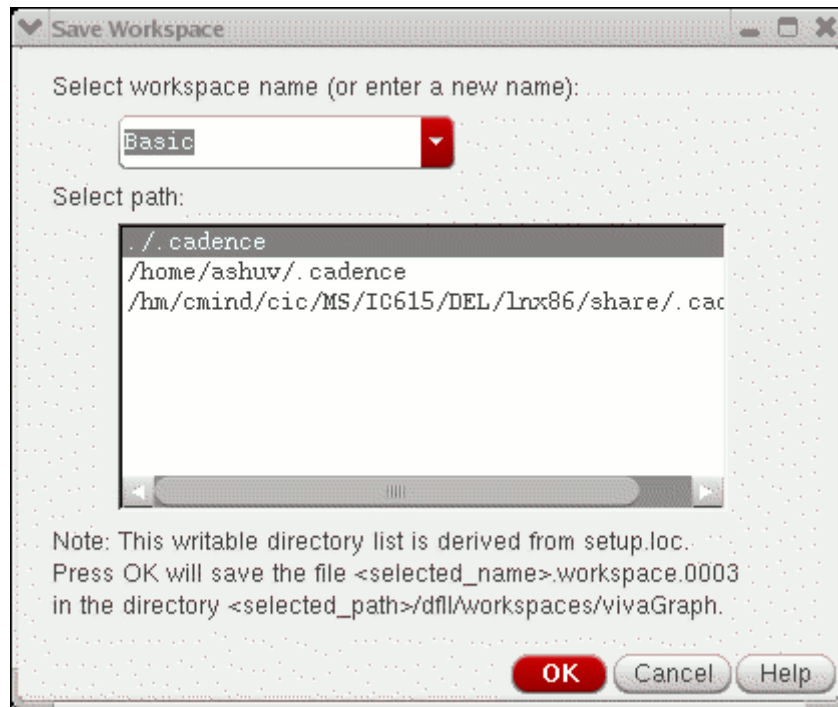 Save Workspace
Select workspace name (or enter a new name):
Basic
Select path:
./.cadence
/home/ashuv/.cadence
/hm/cmind/cic/MS/IC615/DEL/lnx86/share/.cad
Note: This writable directory list is derived from setup.loc.
Press OK will save the file <selected_name>.workspace.0003
in the directory <selected_path>/dfII/workspaces/vivaGraph.
OK Cancel Help